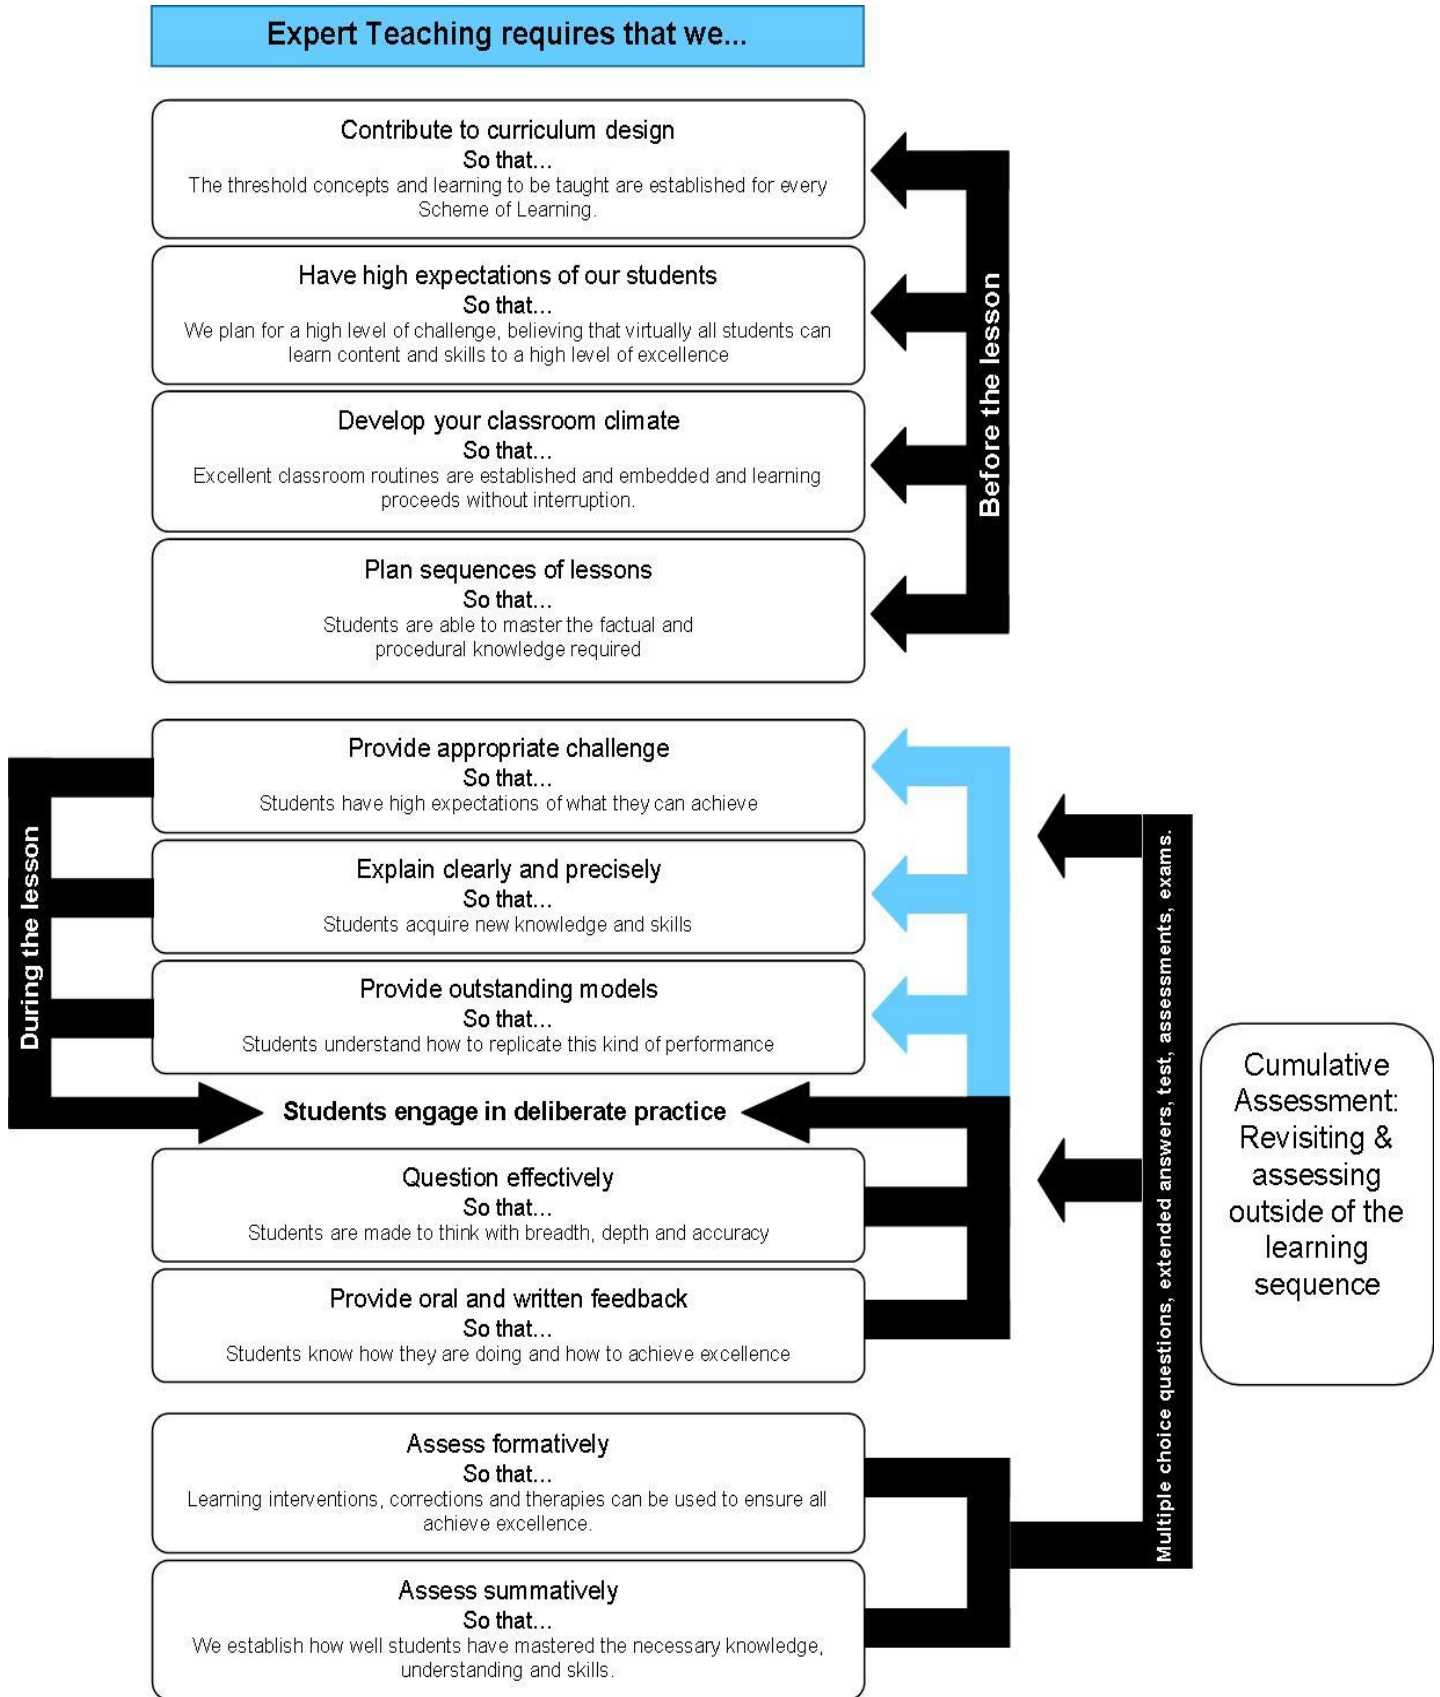 Expert Teaching requires that we...
Contribute to curriculum design
So that...
The threshold concepts and learning to be taught are established for every
Scheme of Learning.
Have high expectations of our students
So that...
We plan for a high level of challenge, believing that virtually all students can
learn content and skills to a high level of excellence
Develop your classroom climate
So that...
Excellent classroom routines are established and embedded and learning
proceeds without interruption.
Plan sequences of lessons
So that...
Students are able to master the factual and
procedural knowledge required
Before the lesson
Provide appropriate challenge
So that...
Students have high expectations of what they can achieve
Explain clearly and precisely
So that...
Students acquire new knowledge and skills
Provide outstanding models
So that...
Students understand how to replicate this kind of performance
During the lesson
Students engage in deliberate practice
Question effectively
So that...
Students are made to think with breadth, depth and accuracy
Provide oral and written feedback
So that...
Students know how they are doing and how to achieve excellence
Assess formatively
So that...
Learning interventions, corrections and therapies can be used to ensure all
achieve excellence.
Assess summatively
So that...
We establish how well students have mastered the necessary knowledge,
understanding and skills.
Multiple choice questions, extended answers, test, assessments, exams.
Cumulative
Assessment:
Revisiting &
assessing
outside of the
learning
sequence